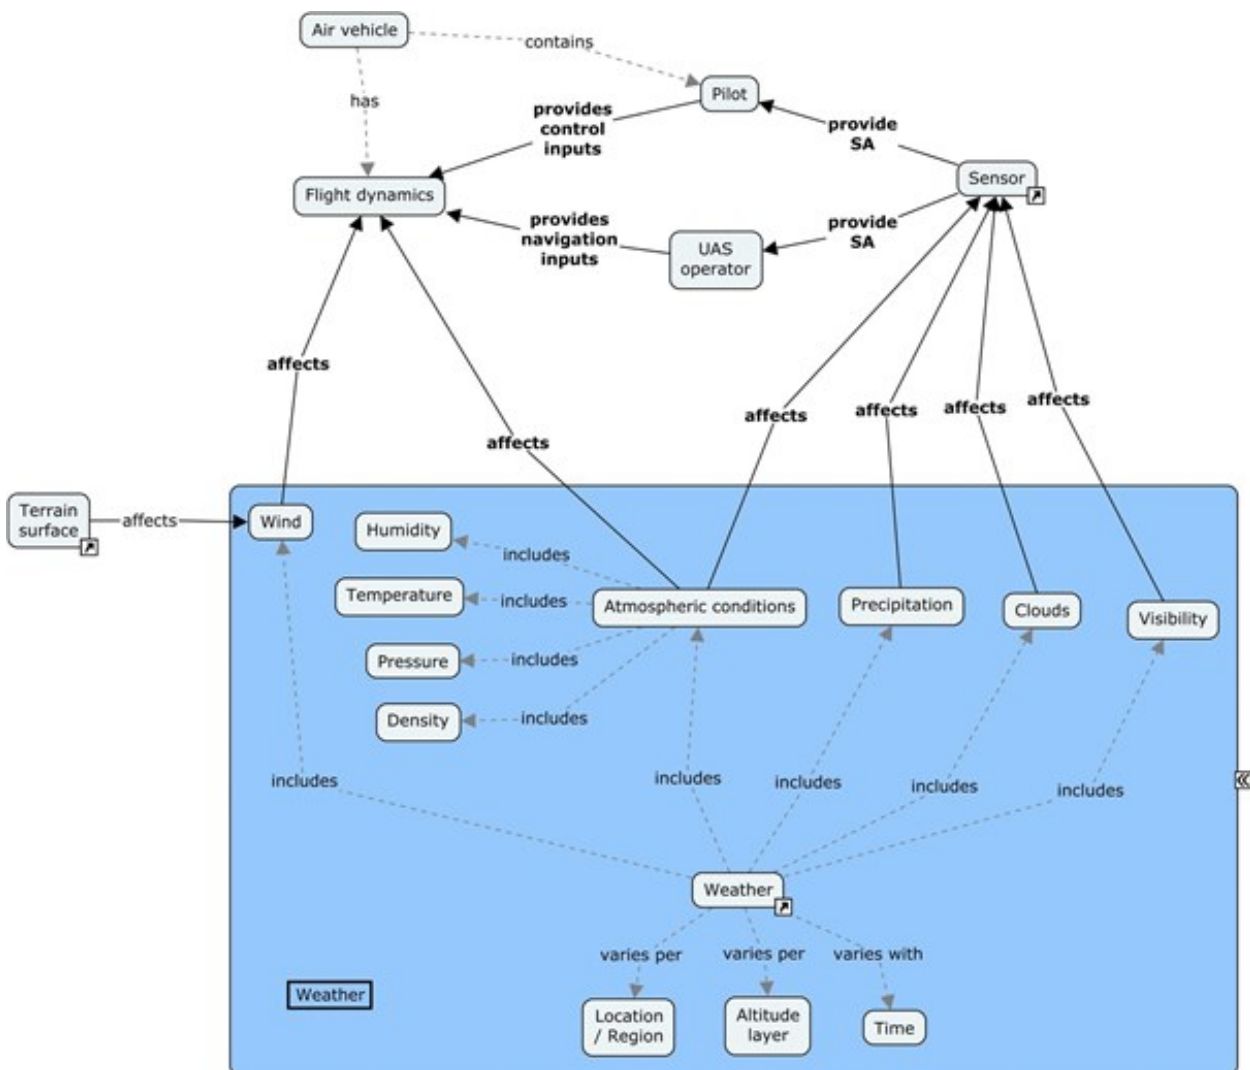 Air vehicle
contains
has
Pilot
provides
control
inputs
provide
SA
Sensor
Flight dynamics
provides
navigation
inputs
provide
SA
UAS
operator
affects
affects
affects
affects
affects
affects
Terrain
surface
affects
Wind
Humidity
includes
Temperature
includes
Atmospheric conditions
Precipitation
Clouds
Visibility
Pressure
includes
Density
includes
includes
includes
includes
includes
includes
Weather
varies per
varies per
varies with
Weather
Location
/ Region
Altitude
layer
Time